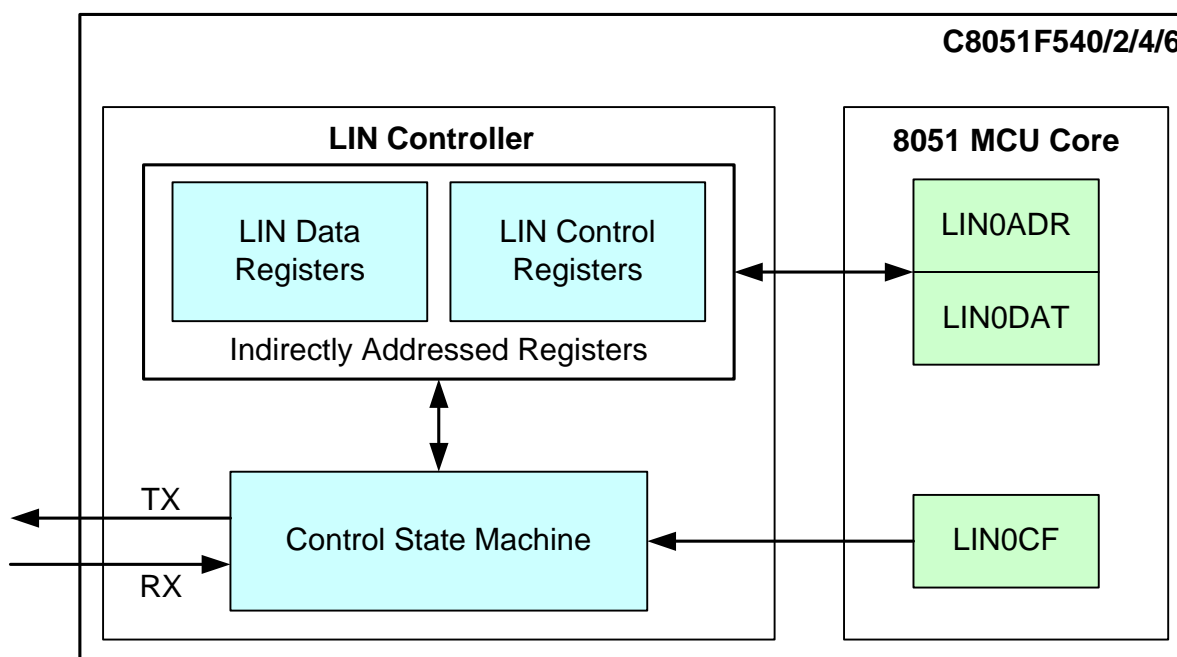 C8051F540/2/4/6
LIN Controller
8051 MCU Core
LIN Data
Registers
LIN Control
Registers
Indirectly Addressed Registers
LIN0ADR
LIN0DAT
TX
RX
Control State Machine
LIN0CF